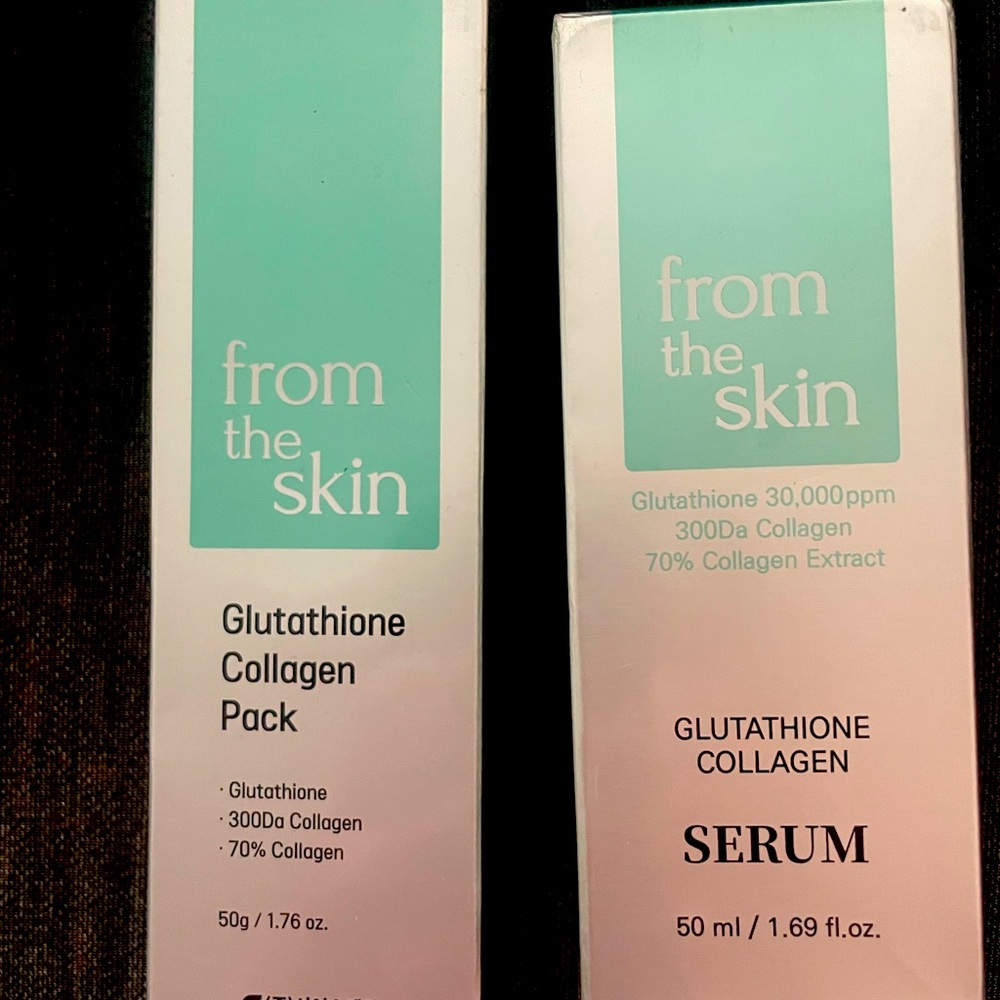 from
the
skin
Glutathione
Collagen
Pack
· Glutathione
· 300Da Collagen
· 70% Collagen
50g / 1.76 oz.
from
the
skin
Glutathione 30,000ppm
300Da Collagen
70% Collagen Extract
GLUTATHIONE
COLLAGEN
SERUM
50 ml / 1.69 fl.oz.